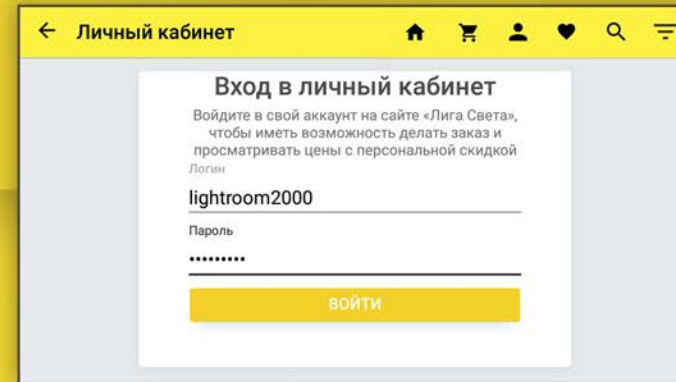 Личный кабинет
Вход в личный кабинет
Войдите в свой аккаунт на сайте «Лига Света»,
чтобы иметь возможность делать заказ и
просматривать цены с персональной скидкой
Логин
lightroom2000
Пароль
•••••••••
ВОЙТИ